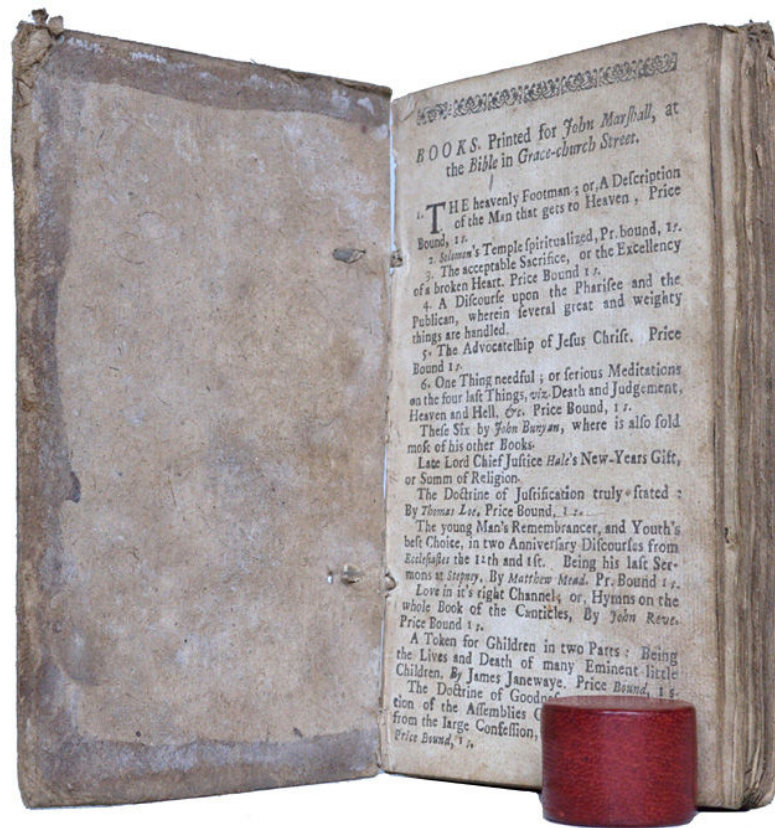 BOOKS. Printed for John Marſhall, at
the Bible in Grace-church Street.
1. THE heavenly Footman; or, A Deſcription
of the Man that gets to Heaven, Price
Bound, 1 s.
2. Solomon's Temple ſpiritualized, Pr. bound, 1s.
3. The acceptable Sacrifice, or the Excellency
of a broken Heart. Price Bound 1 s.
4. A Diſcourſe upon the Phariſee and the
Publican, wherein ſeveral great and weighty
things are handled.
5. The Advocateſhip of Jeſus Chriſt. Price
Bound 1 s.
6. One Thing needful; or ſerious Meditations
on the four laſt Things, viz. Death and Judgement,
Heaven and Hell, &c. Price Bound, 1 s.
Theſe Six by John Bunyan, where is alſo ſold
moſt of his other Books.
Late Lord Chief Juſtice Hale's New-Years Gift,
or Summ of Religion.
The Doctrine of Juſtification truly ſtated:
By Thomas Loe. Price Bound, 1 s.
The young Man's Remembrancer, and Youth's
beſt Choice, in two Anniverſary Diſcourſes from
Eccleſiaſtes the 12th and 1ſt. Being his laſt Ser-
mons at Stepney. By Matthew Mead. Pr. Bound 1 s.
Love in it's right Channel; or, Hymns on the
whole Book of the Canticles, By John Reve.
Price Bound 1 s.
A Token for Ghildren in two Parts: Being
the Lives and Death of many Eminent little
Children. By James Janewaye. Price Bound, 1 s.
The Doctrine of
tion of the Aſſemblies
from the large Confeſſion,
Price Bound, 1 s.